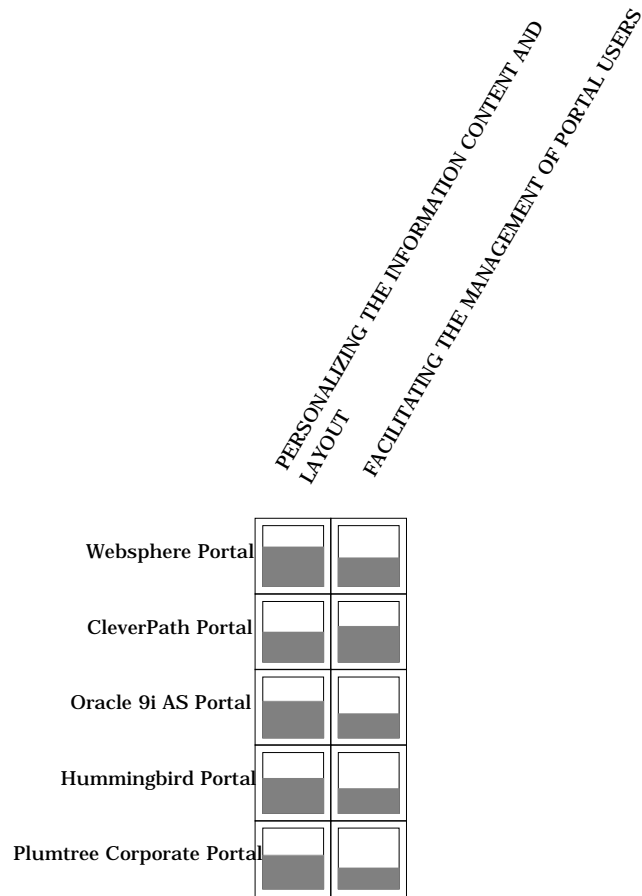 PERSONALIZING THE INFORMATION CONTENT AND
LAYOUT
FACILITATING THE MANAGEMENT OF PORTAL USERS
Websphere Portal
CleverPath Portal
Oracle 9i AS Portal
Hummingbird Portal
Plumtree Corporate Portal